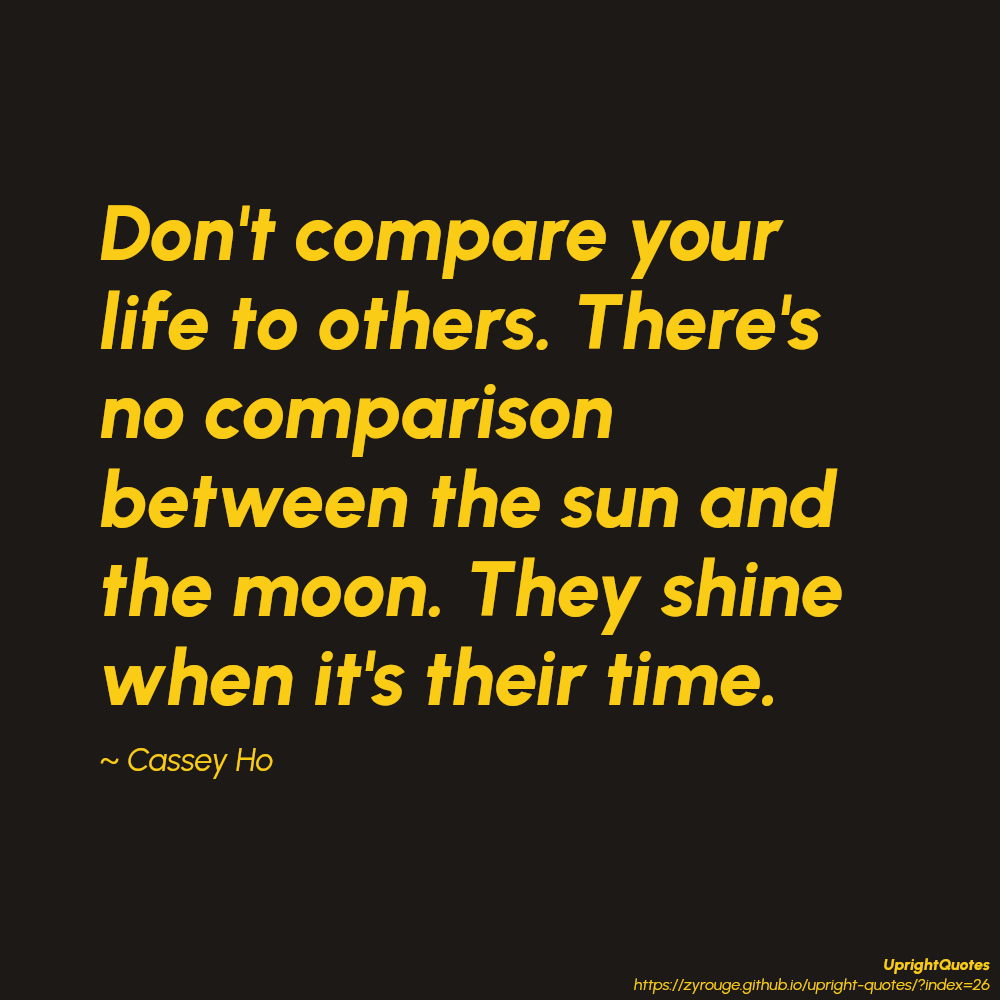 Don't compare your
life to others. There's
no comparison
between the sun and
the moon. They shine
when it's their time.
~ Cassey Ho
UprightQuotes
https://zyrouge.github.io/upright-quotes/?index=26